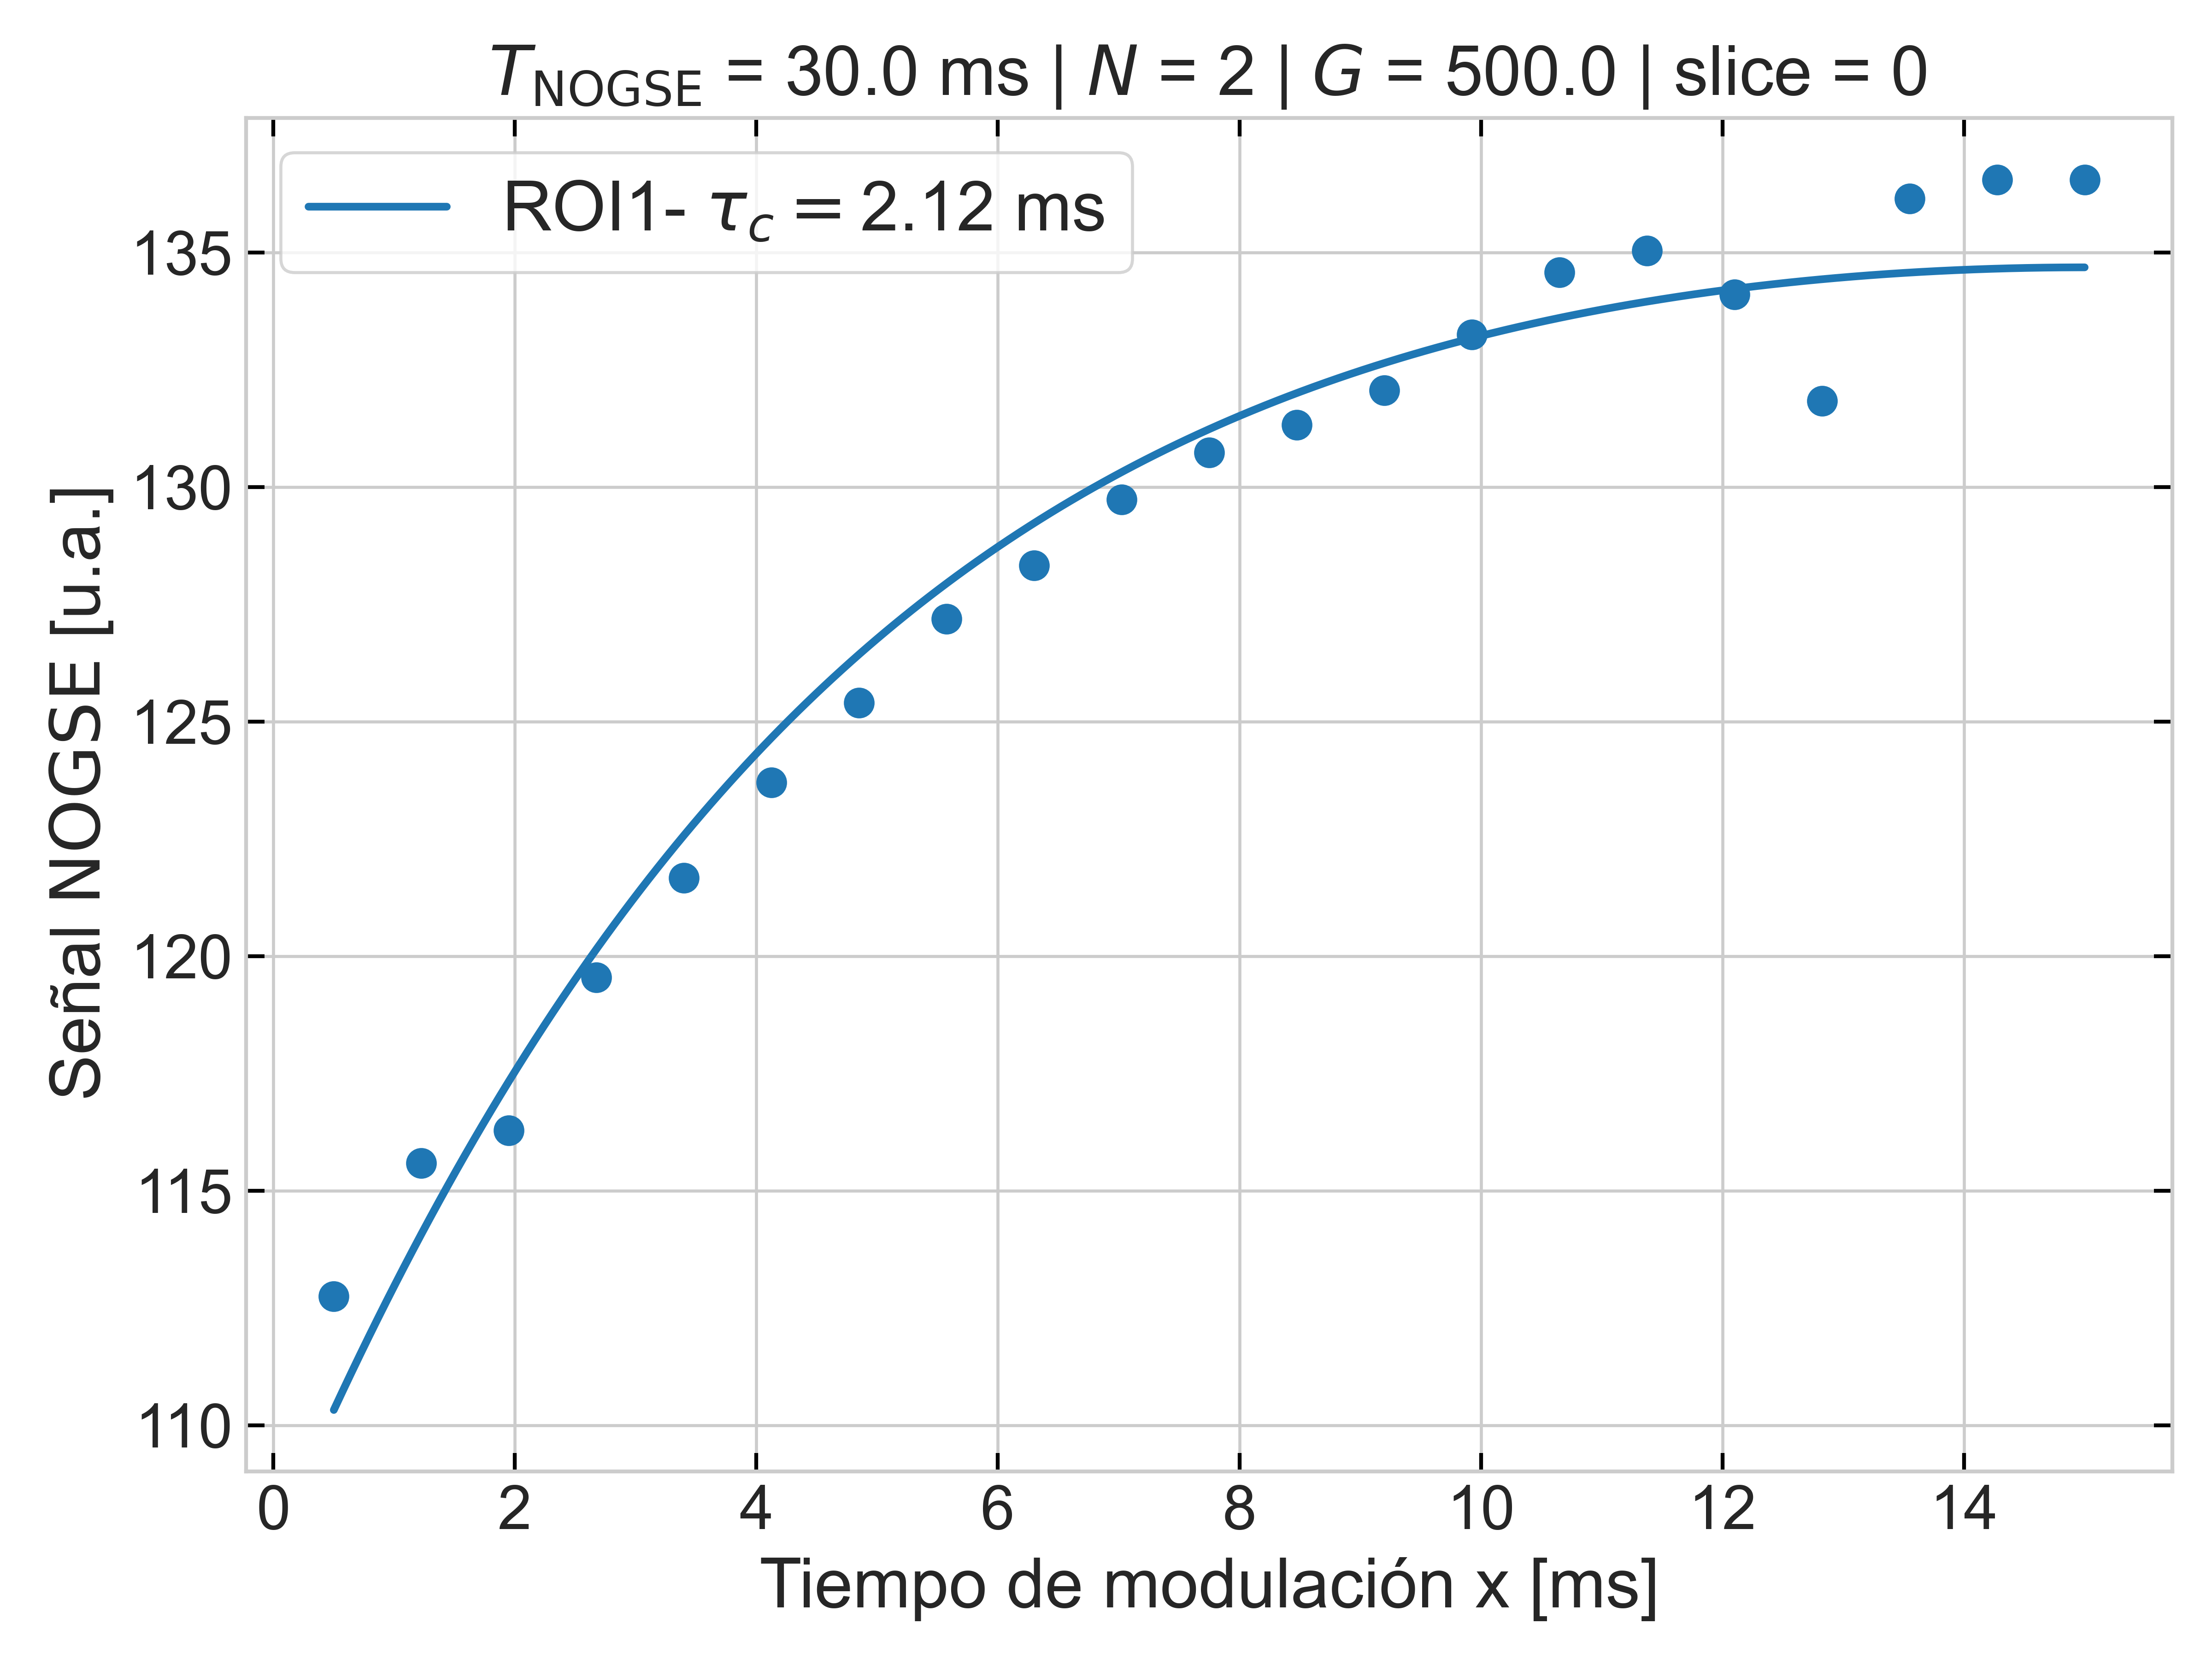 T_NOGSE = 30.0 ms | N = 2 | G = 500.0 | slice = 0
ROI1- τ_c = 2.12 ms
135
130
125
120
115
110
Señal NOGSE [u.a.]
0 2 4 6 8 10 12 14
Tiempo de modulación x [ms]